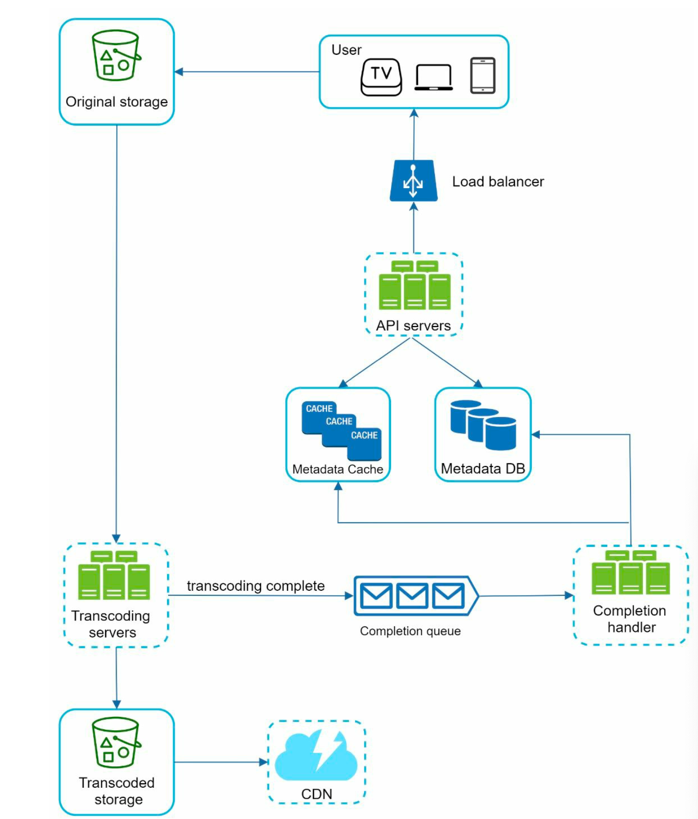 User
TV
Original storage
Load balancer
API servers
CACHE
CACHE
CACHE
Metadata Cache
Metadata DB
transcoding complete
Transcoding
servers
Completion queue
Completion
handler
Transcoded
storage
CDN